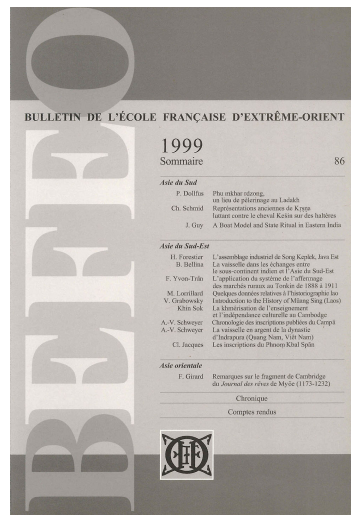 BEFEO
BULLETIN DE L'ÉCOLE FRANÇAISE D'EXTRÊME-ORIENT
1999
Sommaire 86
Asie du Sud
P. Dollfus Phu mkhar rdzong,
un lieu de pèlerinage au Ladakh
Ch. Schmid Représentations anciennes de Kṛṣṇa
luttant contre le cheval Keśin sur des haltères
J. Guy A Boat Model and State Ritual in Eastern India
Asie du Sud-Est
H. Forestier L'assemblage industriel de Song Keplek, Java Est
B. Bellina La vaisselle dans les échanges entre
le sous-continent indien et l'Asie du Sud-Est
F. Yvon-Trân L'application du système de l'affermage
des marchés ruraux au Tonkin de 1888 à 1911
M. Lorrillard Quelques données relatives à l'historiographie lao
V. Grabowsky Introduction to the History of Müang Sing (Laos)
Khin Sok La khmérisation de l'enseignement
et l'indépendance culturelle au Cambodge
A.-V. Schweyer Chronologie des inscriptions publiées du Campā
A.-V. Schweyer La vaisselle en argent de la dynastie
d'Indrapura (Quang Nam, Viêt Nam)
Cl. Jacques Les inscriptions du Phnom Khbal Spăn
Asie orientale
F. Girard Remarques sur le fragment de Cambridge
du Journal des rêves de Myōe (1173-1232)
Chronique
Comptes rendus